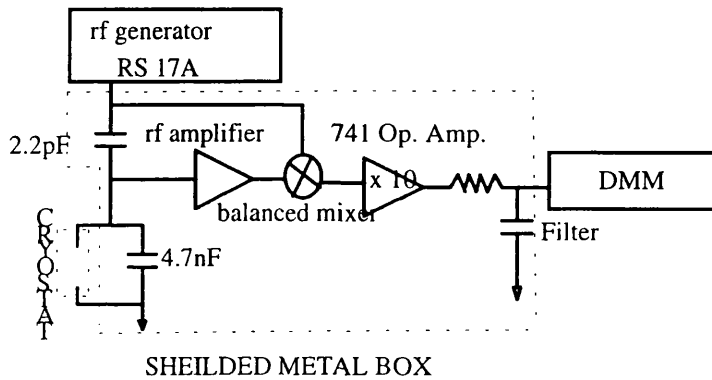 rf generator
RS 17A
2.2pF
rf amplifier
741 Op. Amp.
x 10
DMM
balanced mixer
CRYOSTAT
4.7nF
Filter
SHEILDED METAL BOX